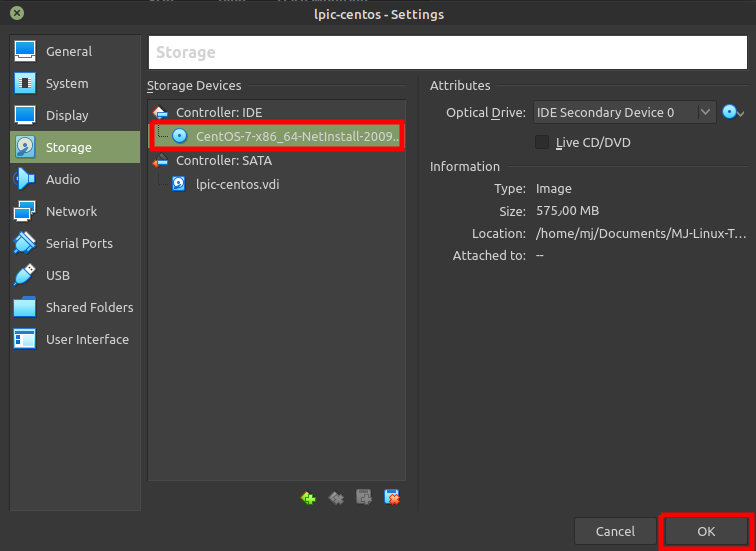 lpic-centos - Settings
General
System
Display
Storage
Audio
Network
Serial Ports
USB
Shared Folders
User Interface
Storage
Storage Devices
Controller: IDE
CentOS-7-x86_64-NetInstall-2009...
Controller: SATA
lpic-centos.vdi
Attributes
Optical Drive: IDE Secondary Device 0
Live CD/DVD
Information
Type: Image
Size: 575,00 MB
Location: /home/mj/Documents/MJ-Linux-T...
Attached to: --
Cancel
OK